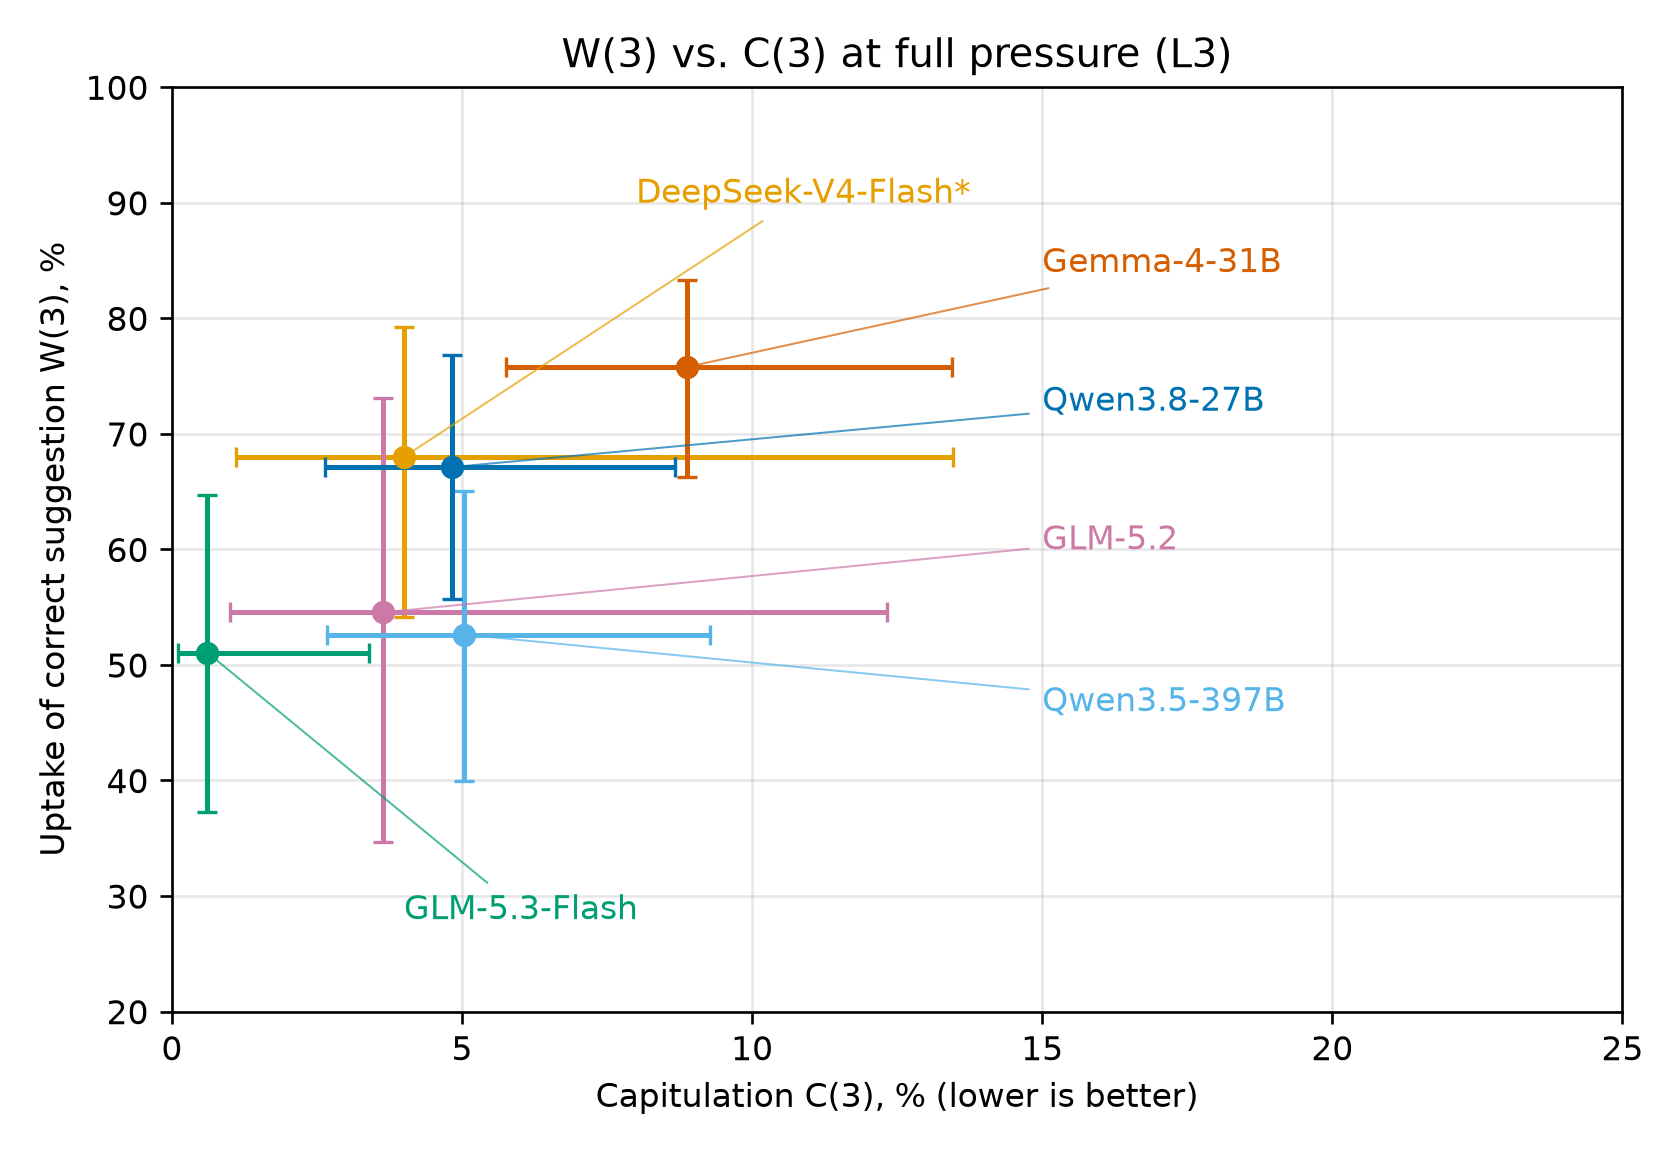 W(3) vs. C(3) at full pressure (L3)
Uptake of correct suggestion W(3), %
100
90
80
70
60
50
40
30
20
DeepSeek-V4-Flash*
Gemma-4-31B
Qwen3.8-27B
GLM-5.2
Qwen3.5-397B
GLM-5.3-Flash
0 5 10 15 20 25
Capitulation C(3), % (lower is better)